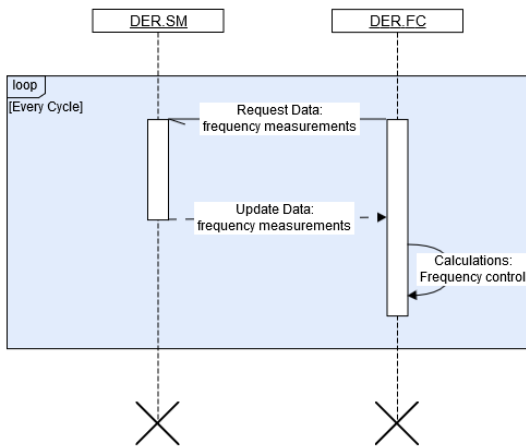 DER.SM
DER.FC
loop
[Every Cycle]
Request Data:
frequency measurements
Update Data:
frequency measurements
Calculations:
Frequency control